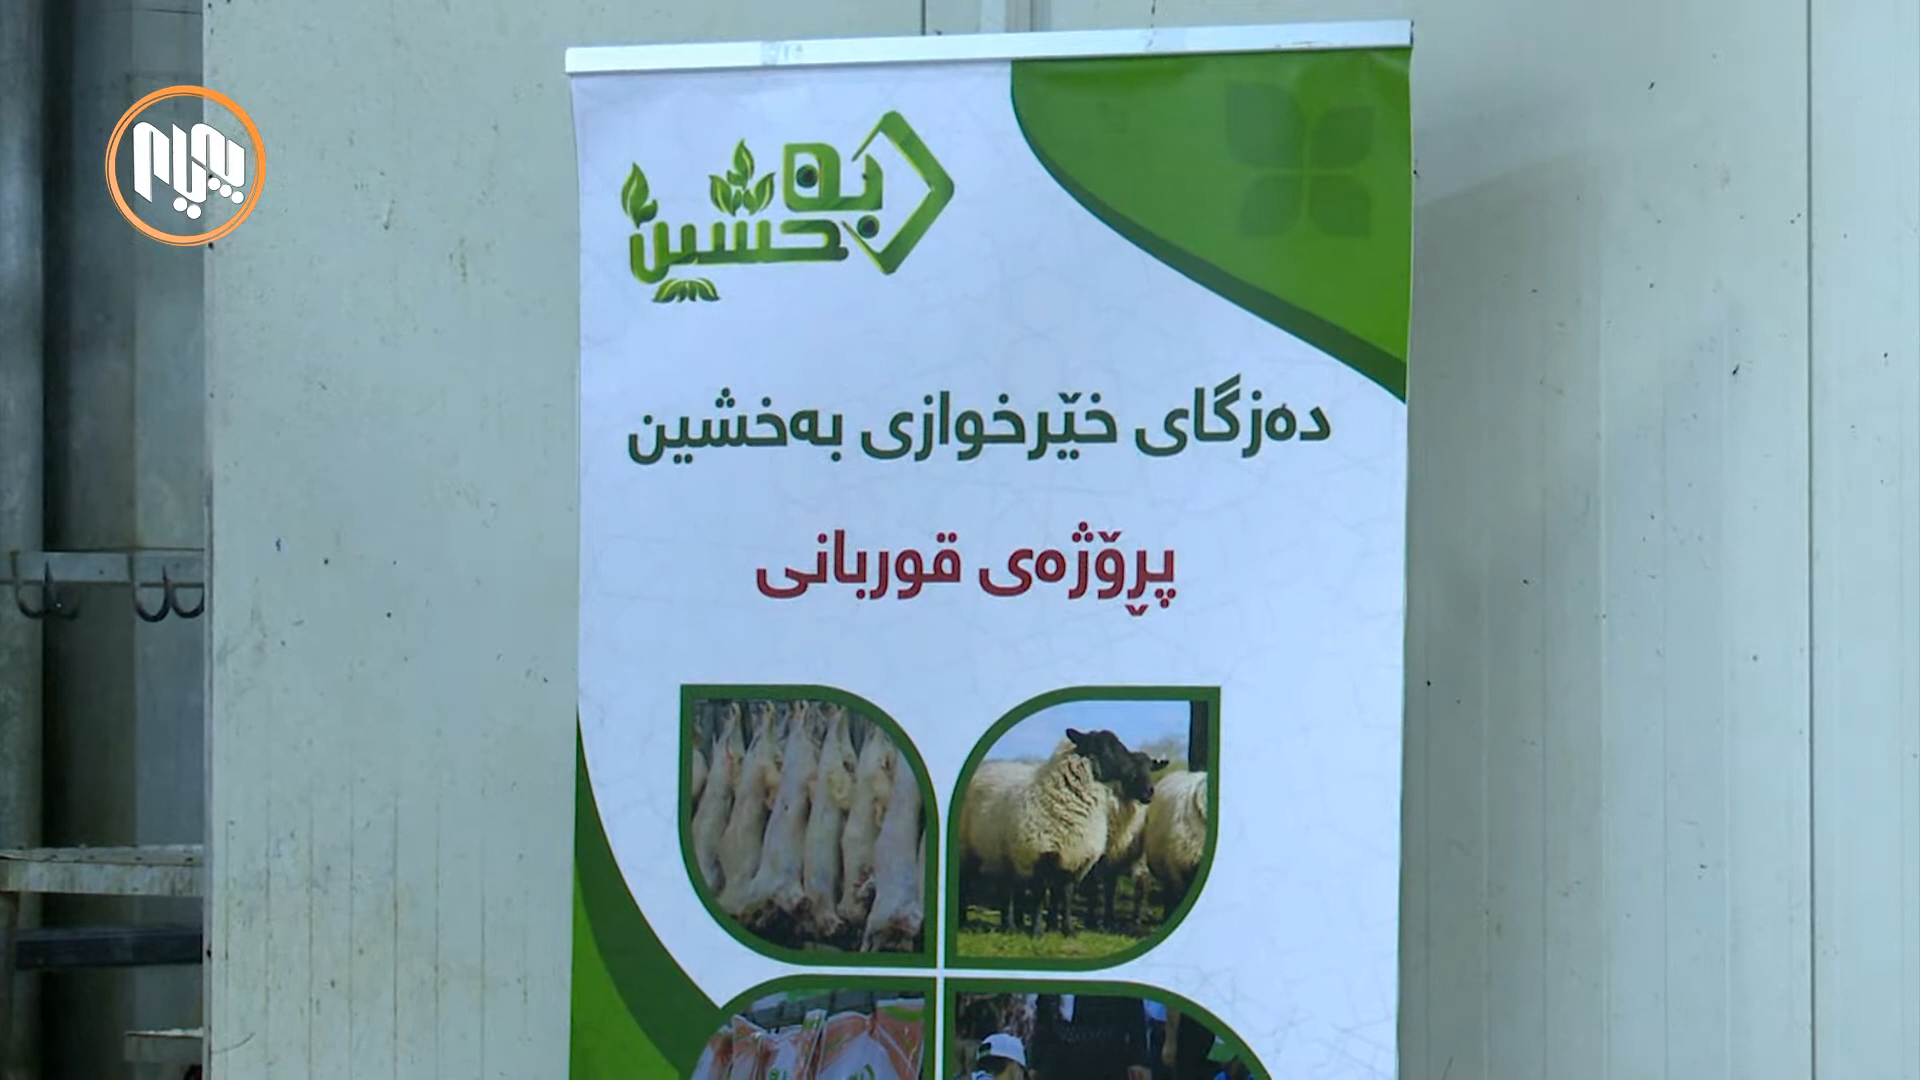 پەیام
بەخشین
دەزگای خێرخوازی بەخشین
پڕۆژەی قوربانی